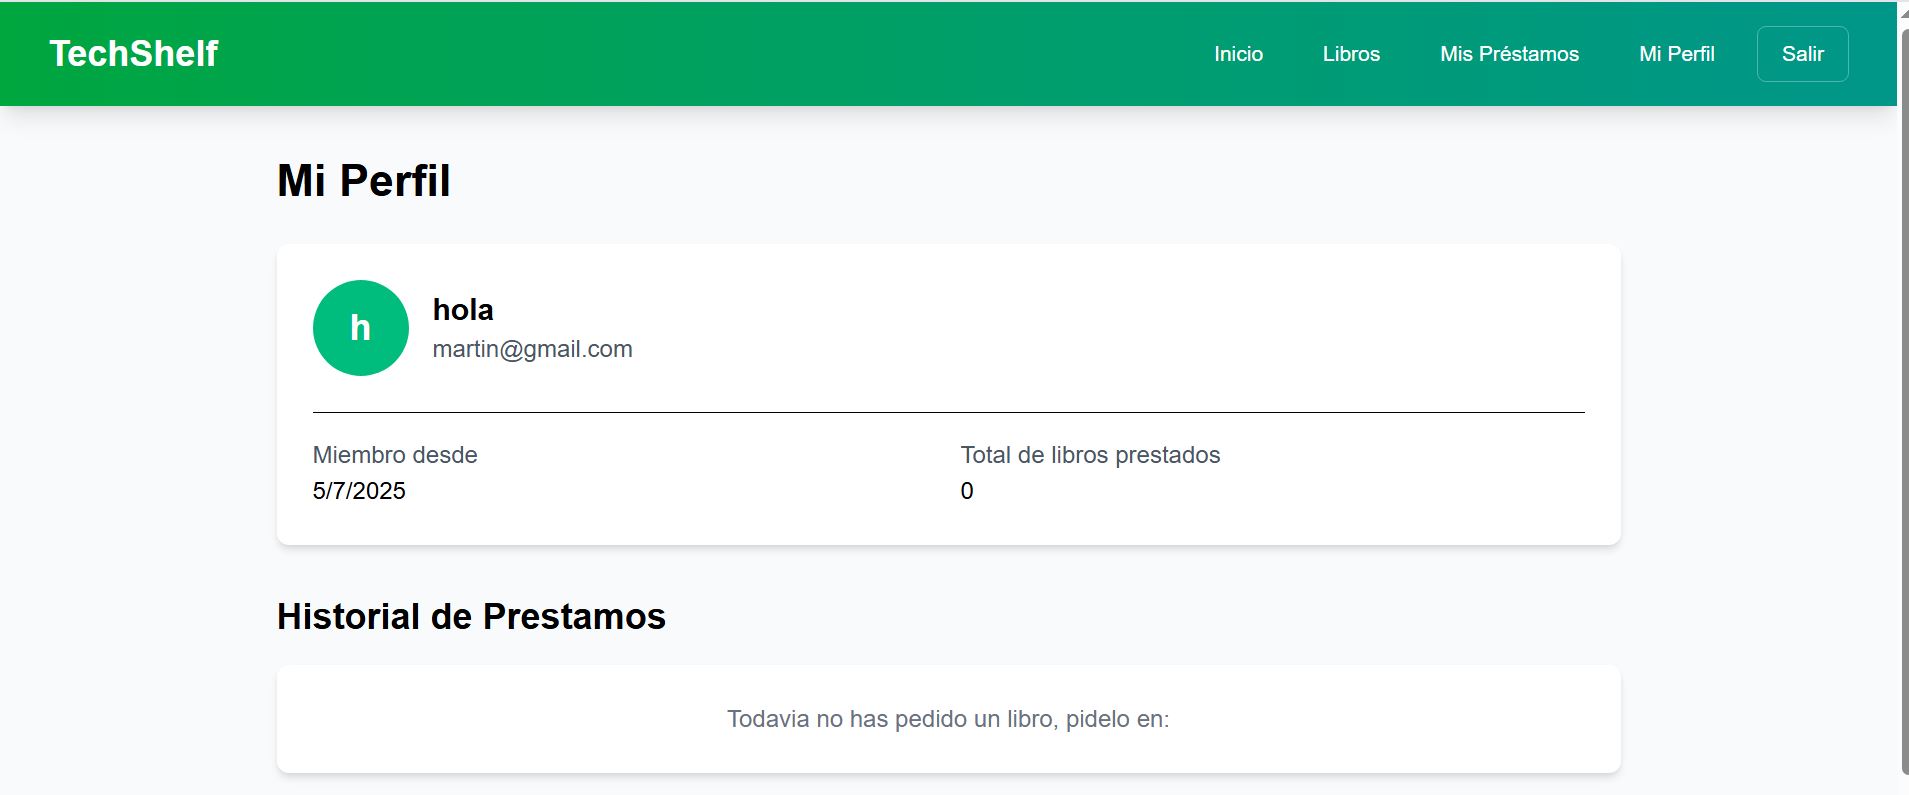 TechShelf
Inicio
Libros
Mis Préstamos
Mi Perfil
Salir
Mi Perfil
h
hola
martin@gmail.com
Miembro desde
5/7/2025
Total de libros prestados
0
Historial de Prestamos
Todavia no has pedido un libro, pidelo en: